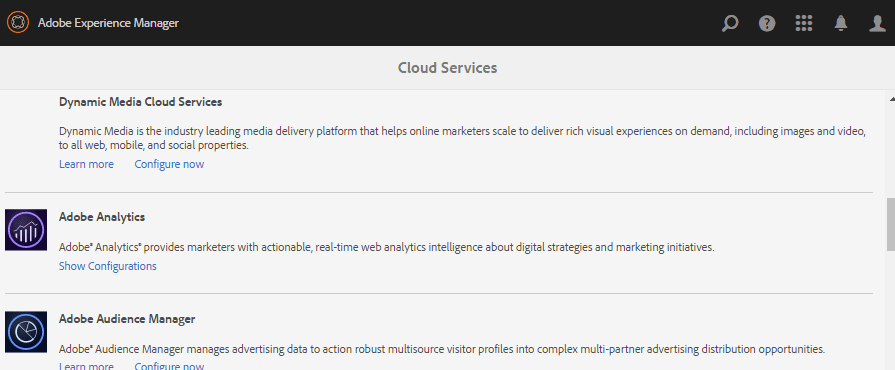 Adobe Experience Manager
Cloud Services
Dynamic Media Cloud Services
Dynamic Media is the industry leading media delivery platform that helps online marketers scale to deliver rich visual experiences on demand, including images and video,
to all web, mobile, and social properties.
Learn more Configure now
Adobe Analytics
Adobe® Analytics® provides marketers with actionable, real-time web analytics intelligence about digital strategies and marketing initiatives.
Show Configurations
Adobe Audience Manager
Adobe® Audience Manager manages advertising data to action robust multisource visitor profiles into complex multi-partner advertising distribution opportunities.
Learn more Configure now